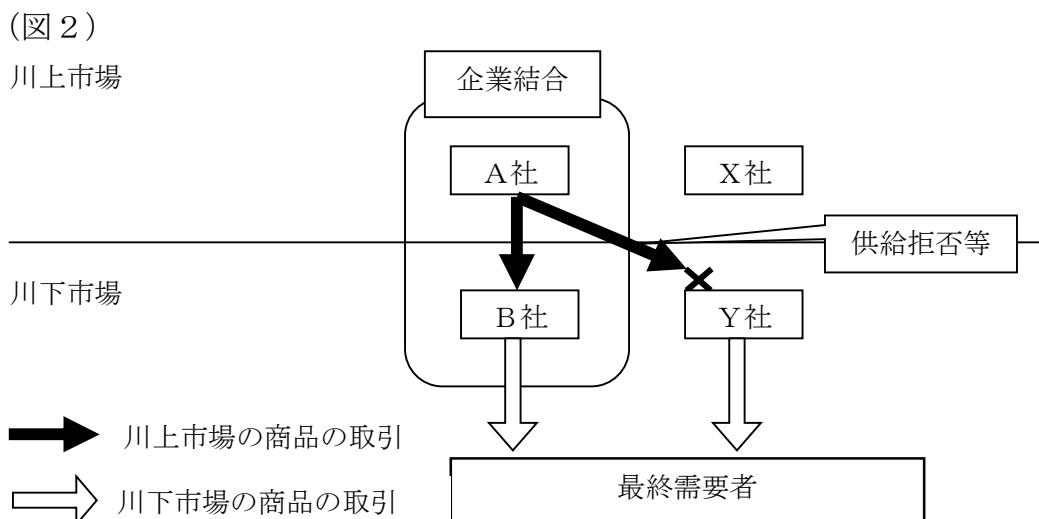 (図２)
川上市場
企業結合
Ａ社
Ｘ社
供給拒否等
川下市場
Ｂ社
Ｙ社
川上市場の商品の取引
最終需要者
川下市場の商品の取引